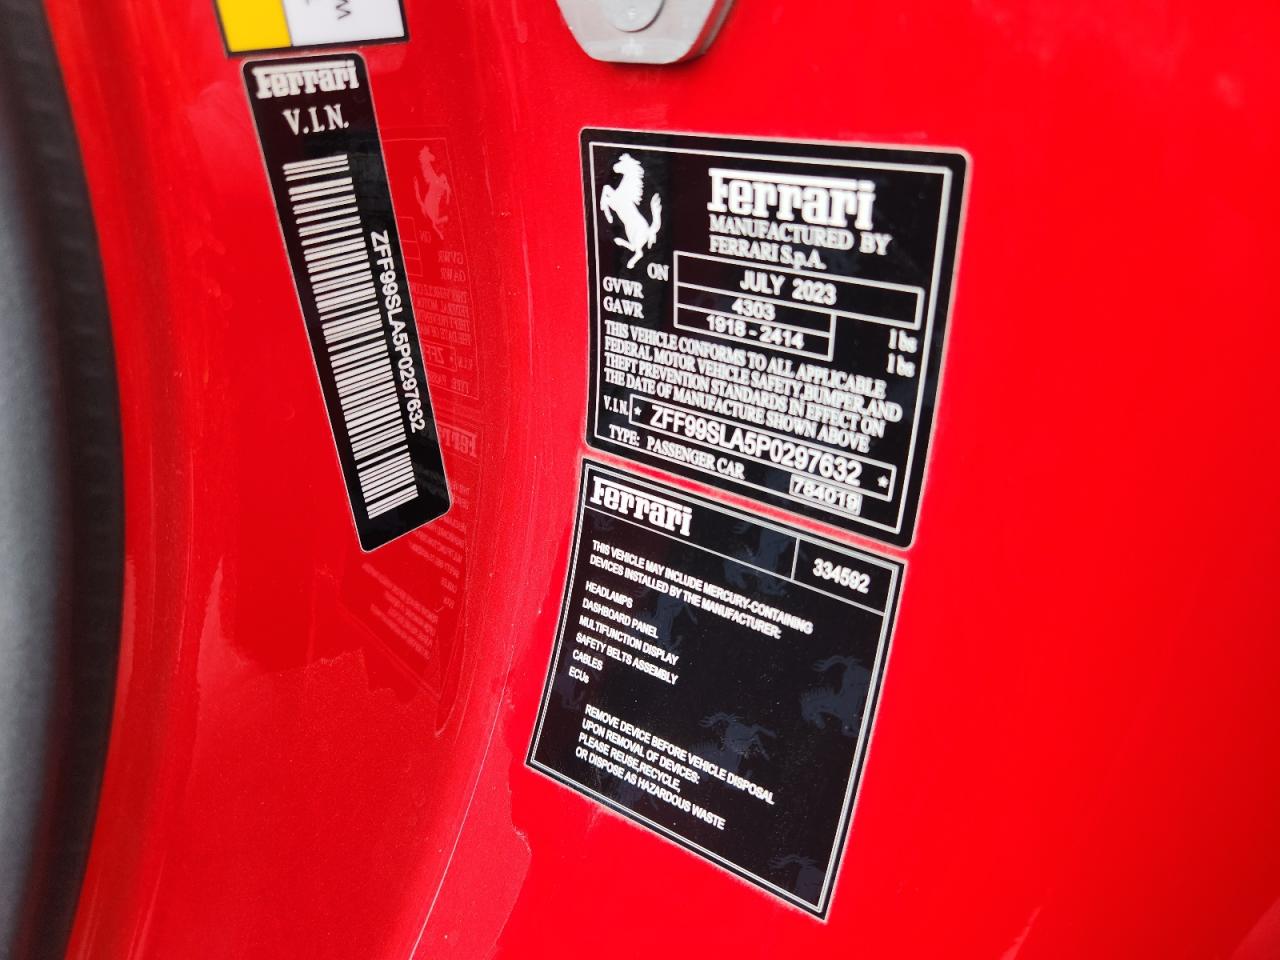 Ferrari
V.I.N.
ZFF99SLA5P0297632
Ferrari
MANUFACTURED BY
FERRARI S.p.A.
ON JULY 2023
GVWR 4303 lbs
GAWR 1918 - 2414 lbs
THIS VEHICLE CONFORMS TO ALL APPLICABLE
FEDERAL MOTOR VEHICLE SAFETY,BUMPER,AND
THEFT PREVENTION STANDARDS IN EFFECT ON
THE DATE OF MANUFACTURE SHOWN ABOVE
V.I.N. * ZFF99SLA5P0297632 *
TYPE: PASSENGER CAR 784019
Ferrari
334592
THIS VEHICLE MAY INCLUDE MERCURY-CONTAINING
DEVICES INSTALLED BY THE MANUFACTURER:
HEADLAMPS
DASHBOARD PANEL
MULTIFUNCTION DISPLAY
SAFETY BELTS ASSEMBLY
CABLES
ECUs
REMOVE DEVICE BEFORE VEHICLE DISPOSAL
UPON REMOVAL OF DEVICES:
PLEASE REUSE,RECYCLE,
OR DISPOSE AS HAZARDOUS WASTE